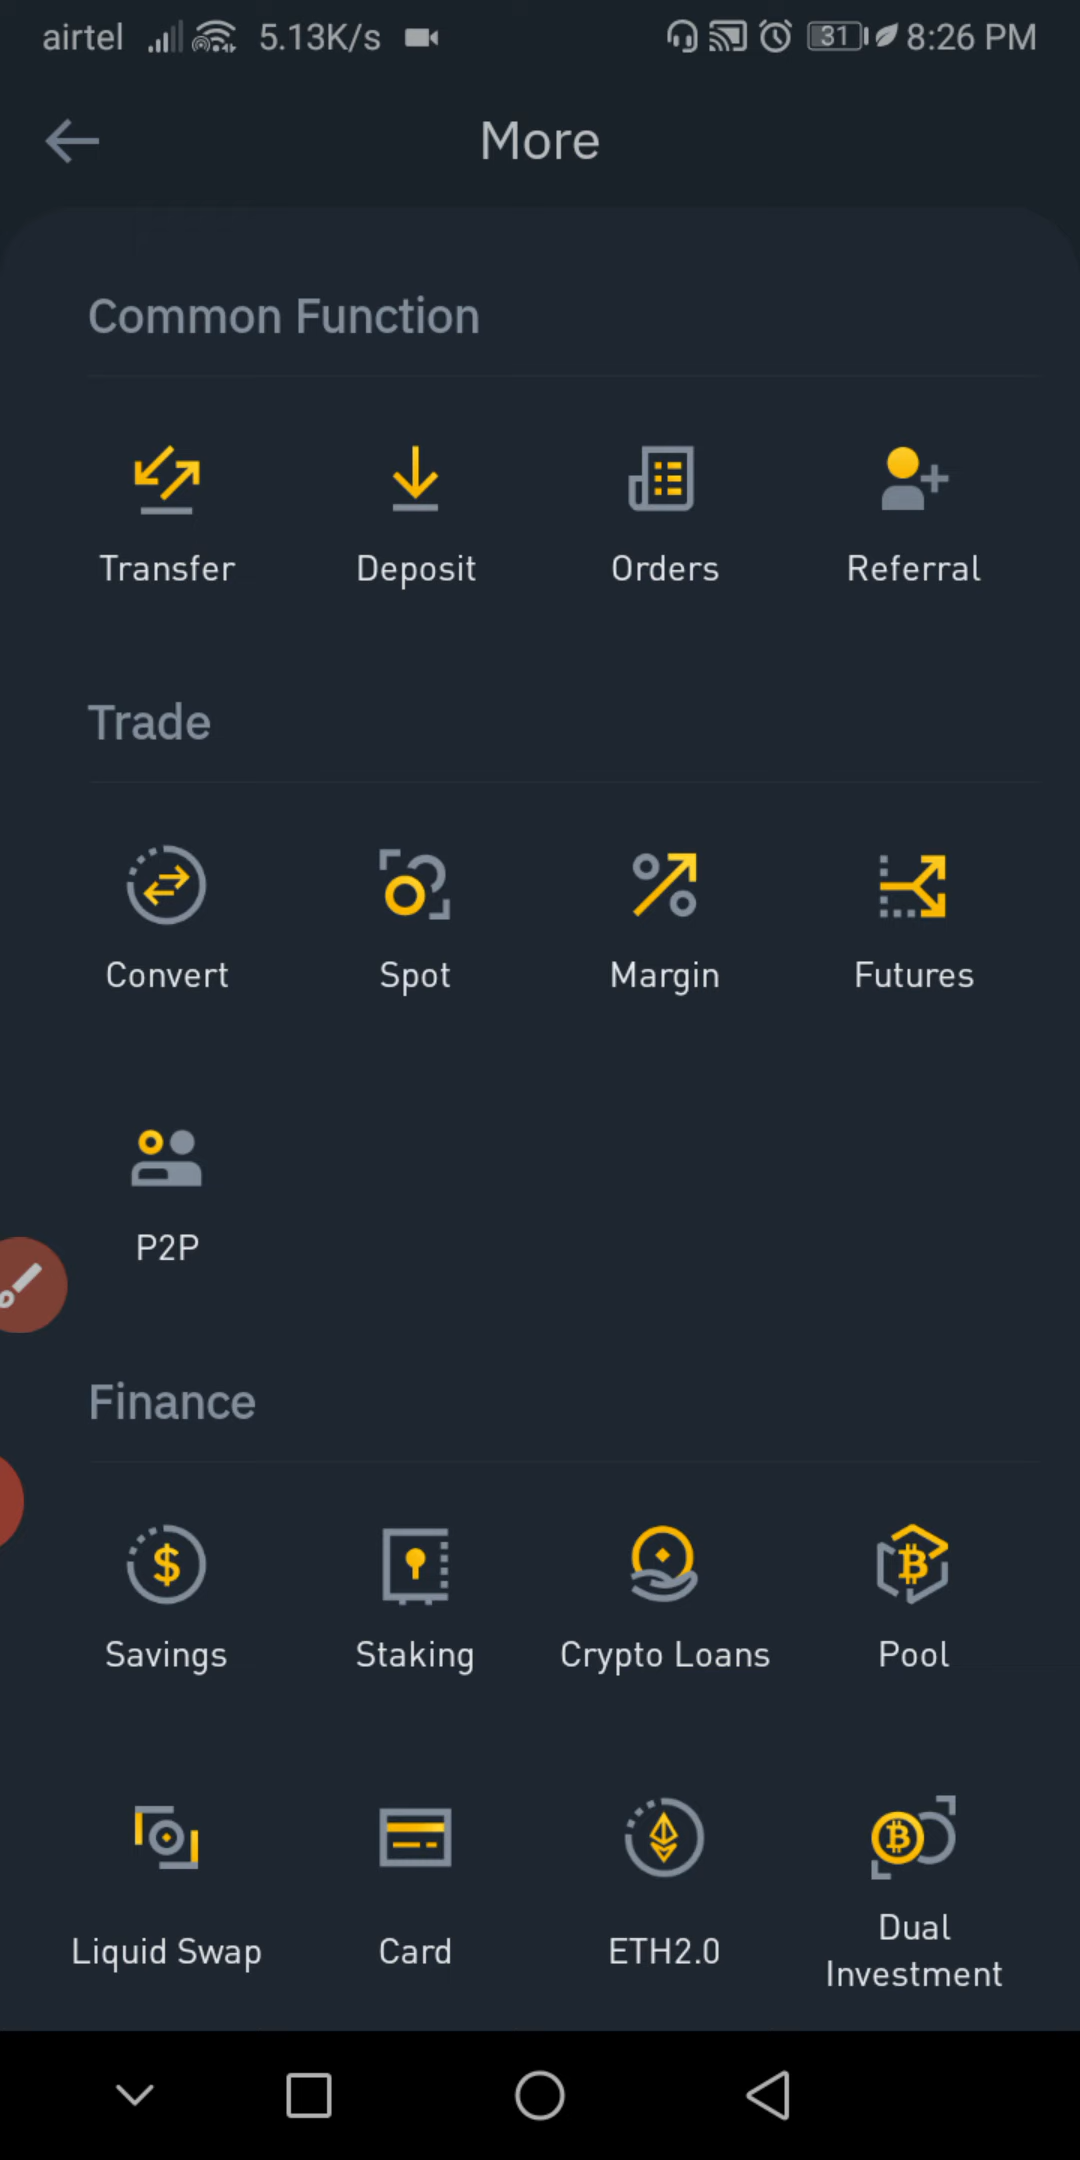 airtel 5.13K/s 31 8:26 PM
More
Common Function
Transfer Deposit Orders Referral
Trade
Convert Spot Margin Futures
P2P
Finance
Savings Staking Crypto Loans Pool
Liquid Swap Card ETH2.0 Dual Investment